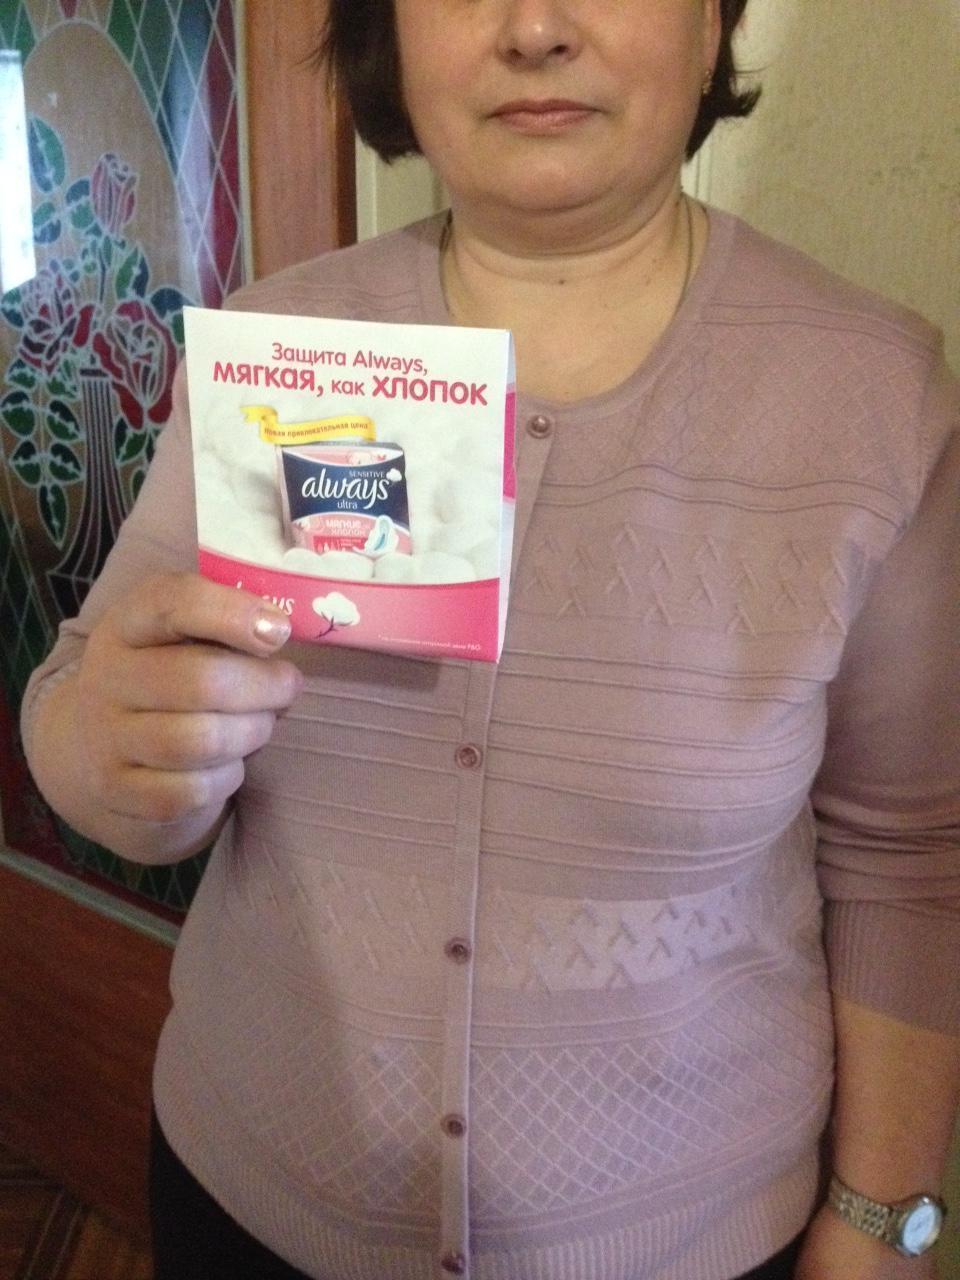 Защита Always,
мягкая, как хлопок
Новая привлекательная цена
SENSITIVE
always
ultra
МЯГКИЕ как
ХЛОПОК